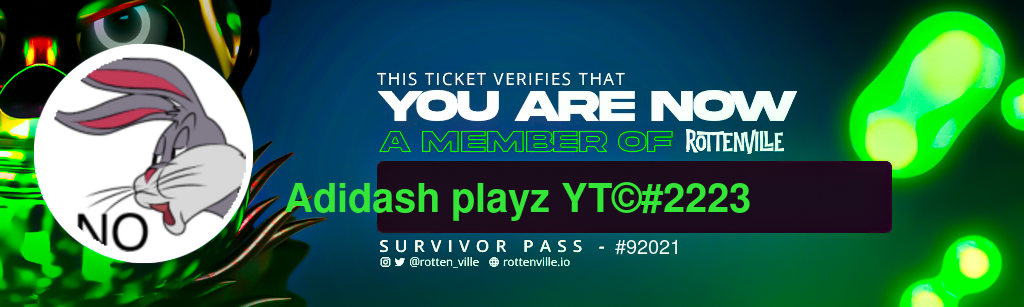 THIS TICKET VERIFIES THAT
YOU ARE NOW
A MEMBER OF ROTTENVILLE
Adidash playz YT©#2223
SURVIVOR PASS - #92021
@rotten_ville rottenville.io
NO